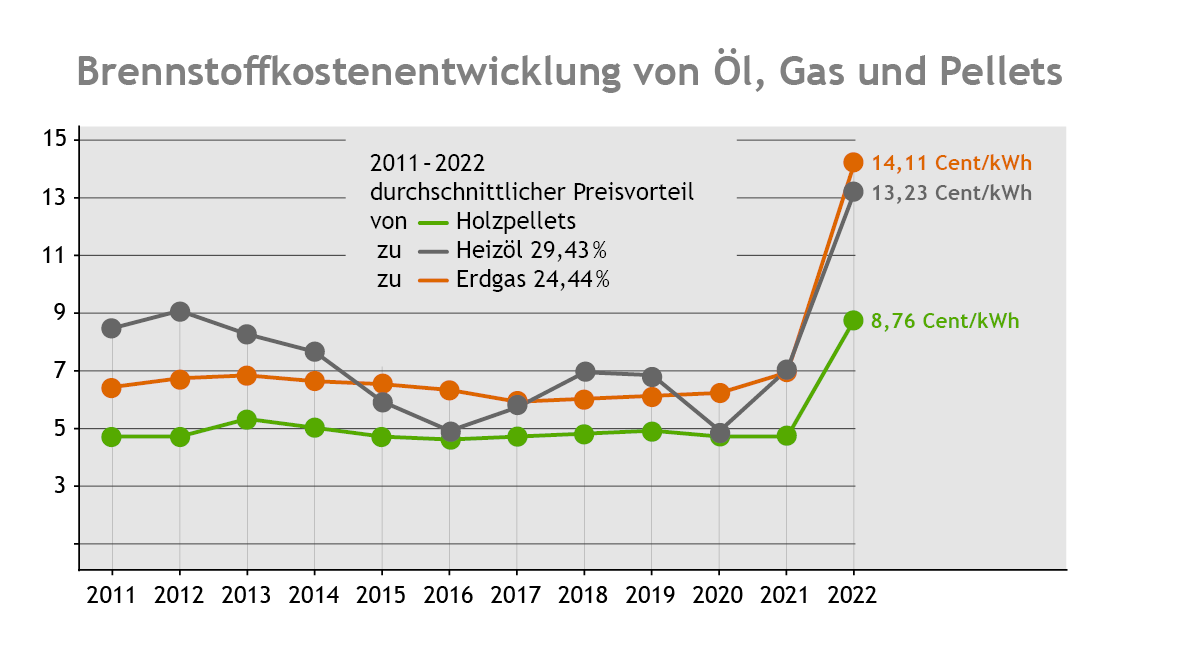 Brennstoffkostenentwicklung von Öl, Gas und Pellets
15
13
11
9
7
5
3
2011 – 2022
durchschnittlicher Preisvorteil
von Holzpellets
zu Heizöl 29,43%
zu Erdgas 24,44%
14,11 Cent/kWh
13,23 Cent/kWh
8,76 Cent/kWh
2011 2012 2013 2014 2015 2016 2017 2018 2019 2020 2021 2022